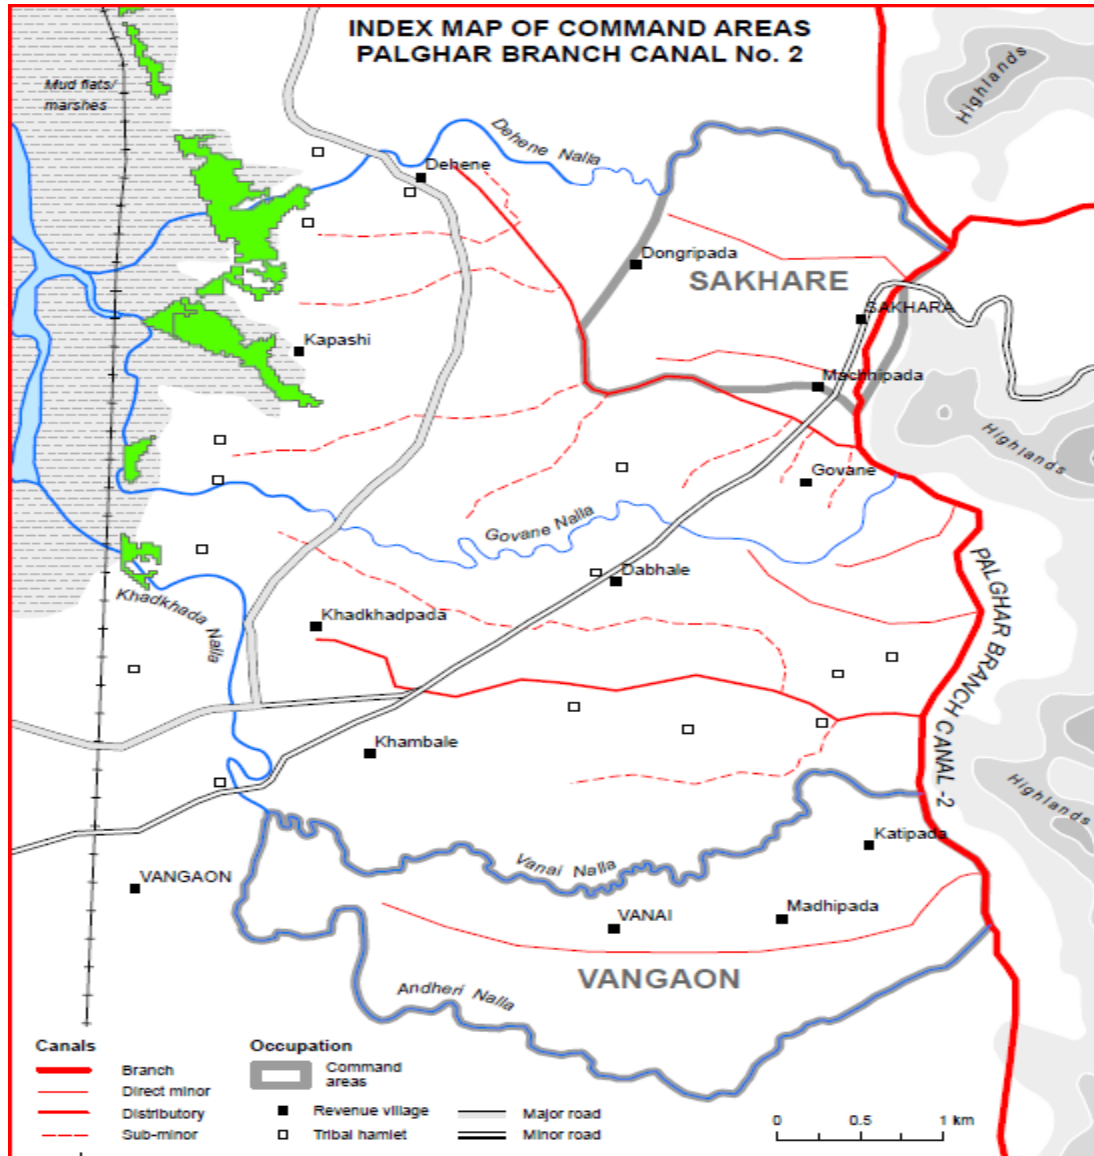 INDEX MAP OF COMMAND AREAS
PALGHAR BRANCH CANAL No. 2
Mud flats/
marshes
Highlands
Dehene Nalla
Dehene
Dongripada
SAKHARE
SAKHARA
Kapashi
Machhipada
Highlands
Govane
Govane Nalla
Dabhale
PALGHAR BRANCH CANAL -2
Khadkhada Nalla
Khadkhadpada
Khambale
Highlands
Katipada
Vanai Nalla
VANGAON
VANAI
Madhipada
VANGAON
Andheri Nalla
Canals
Branch
Direct minor
Distributory
Sub-minor
Occupation
Command
areas
Revenue village
Tribal hamlet
Major road
Minor road
0 0.5 1 km